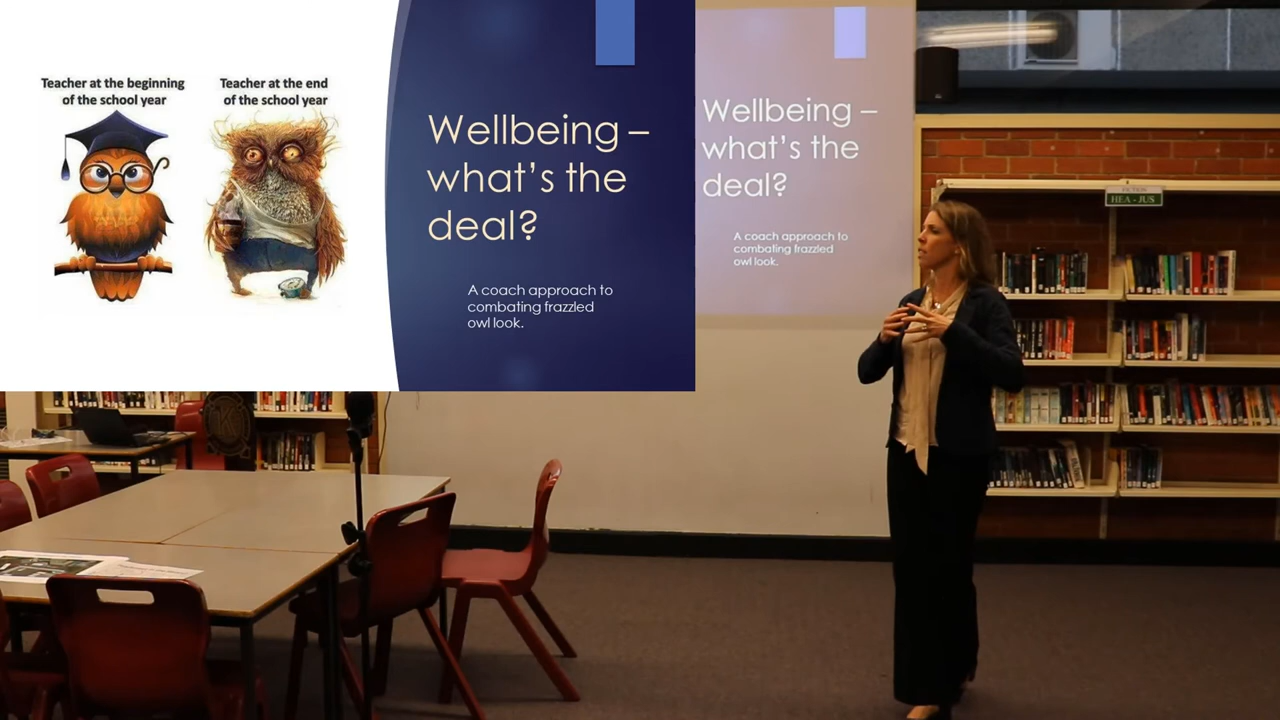 Teacher at the beginning
of the school year
Teacher at the end
of the school year
Wellbeing –
what's the
deal?
A coach approach to
combating frazzled
owl look.
Wellbeing –
what's the
deal?
A coach approach to
combating frazzled
owl look.
FICTION
HEA - JUS